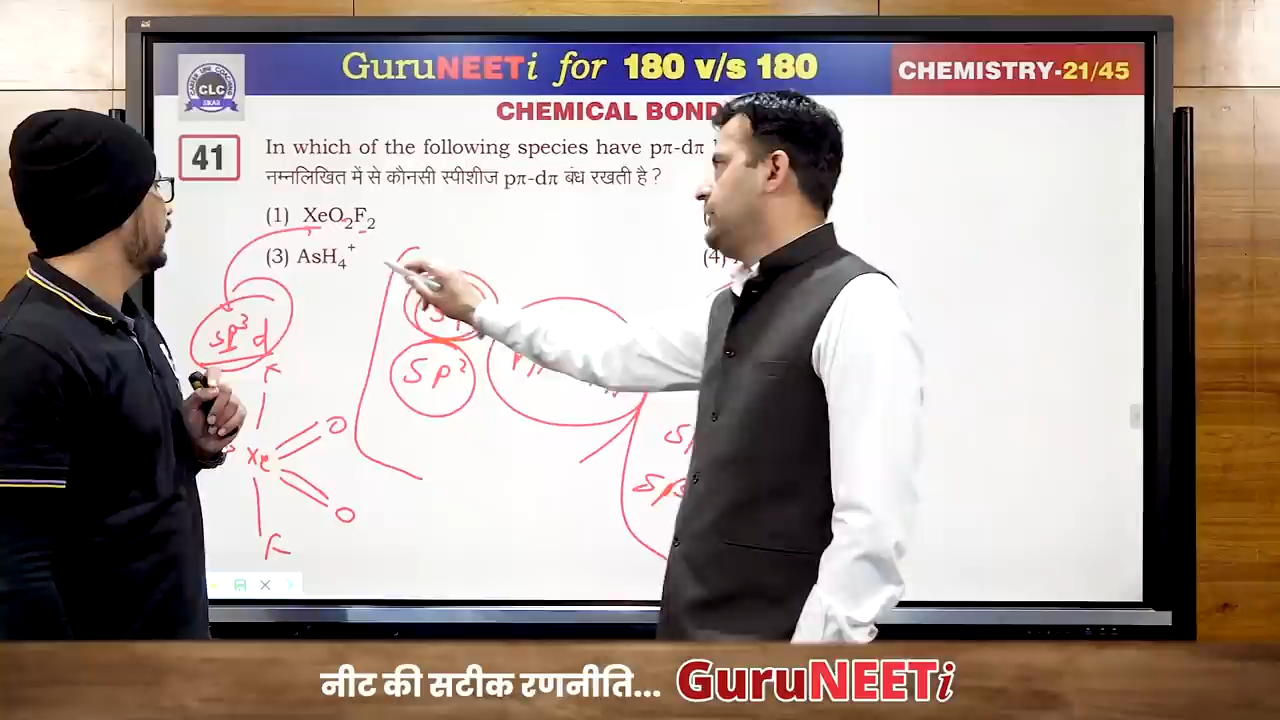 GuruNEETi for 180 v/s 180
CHEMISTRY-21/45
CLC
SIKAR
CHEMICAL BOND
41
In which of the following species have pπ-dπ
नम्नलिखित में से कौनसी स्पीशीज pπ-dπ बंध रखती है ?
(1) XeO₂F₂
(3) AsH₄⁺
(4)
sp³d
sp²
F
Xe
O
O
F
नीट की सटीक रणनीति... GuruNEETi